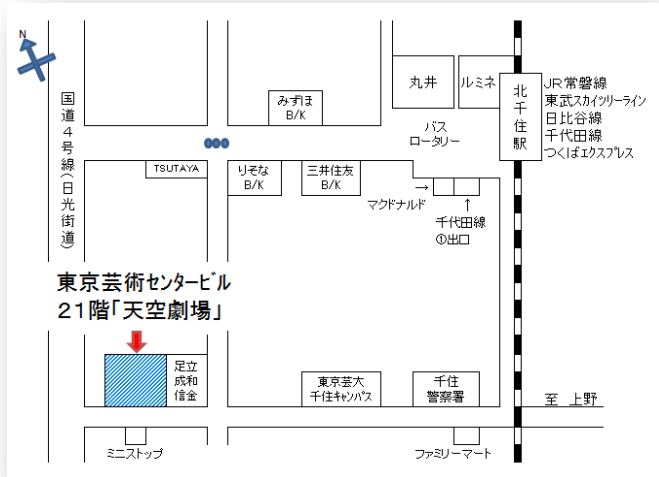 N
国道4号線(日光街道)
みずほ
B/K
丸井
ルミネ
北千住駅
JR常磐線
東武スカイツリーライン
日比谷線
千代田線
つくばエクスプレス
バス
ロータリー
TSUTAYA
りそな
B/K
三井住友
B/K
→
マクドナルド
↑
千代田線
①出口
東京芸術センタービル
21階「天空劇場」
足立
成和
信金
東京芸大
千住キャンパス
千住
警察署
至 上野
ミニストップ
ファミリーマート